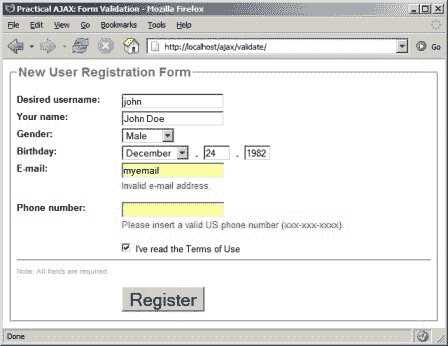 Practical AJAX: Form Validation - Mozilla Firefox
File Edit View Go Bookmarks Tools Help
http://localhost/ajax/validate/ Go
New User Registration Form
Desired username: john
Your name: John Doe
Gender: Male
Birthday: December - 24 - 1982
E-mail: myemail
Invalid e-mail address.
Phone number:
Please insert a valid US phone number (xxx-xxx-xxxx).
I've read the Terms of Use
Note: All fields are required.
Register
Done